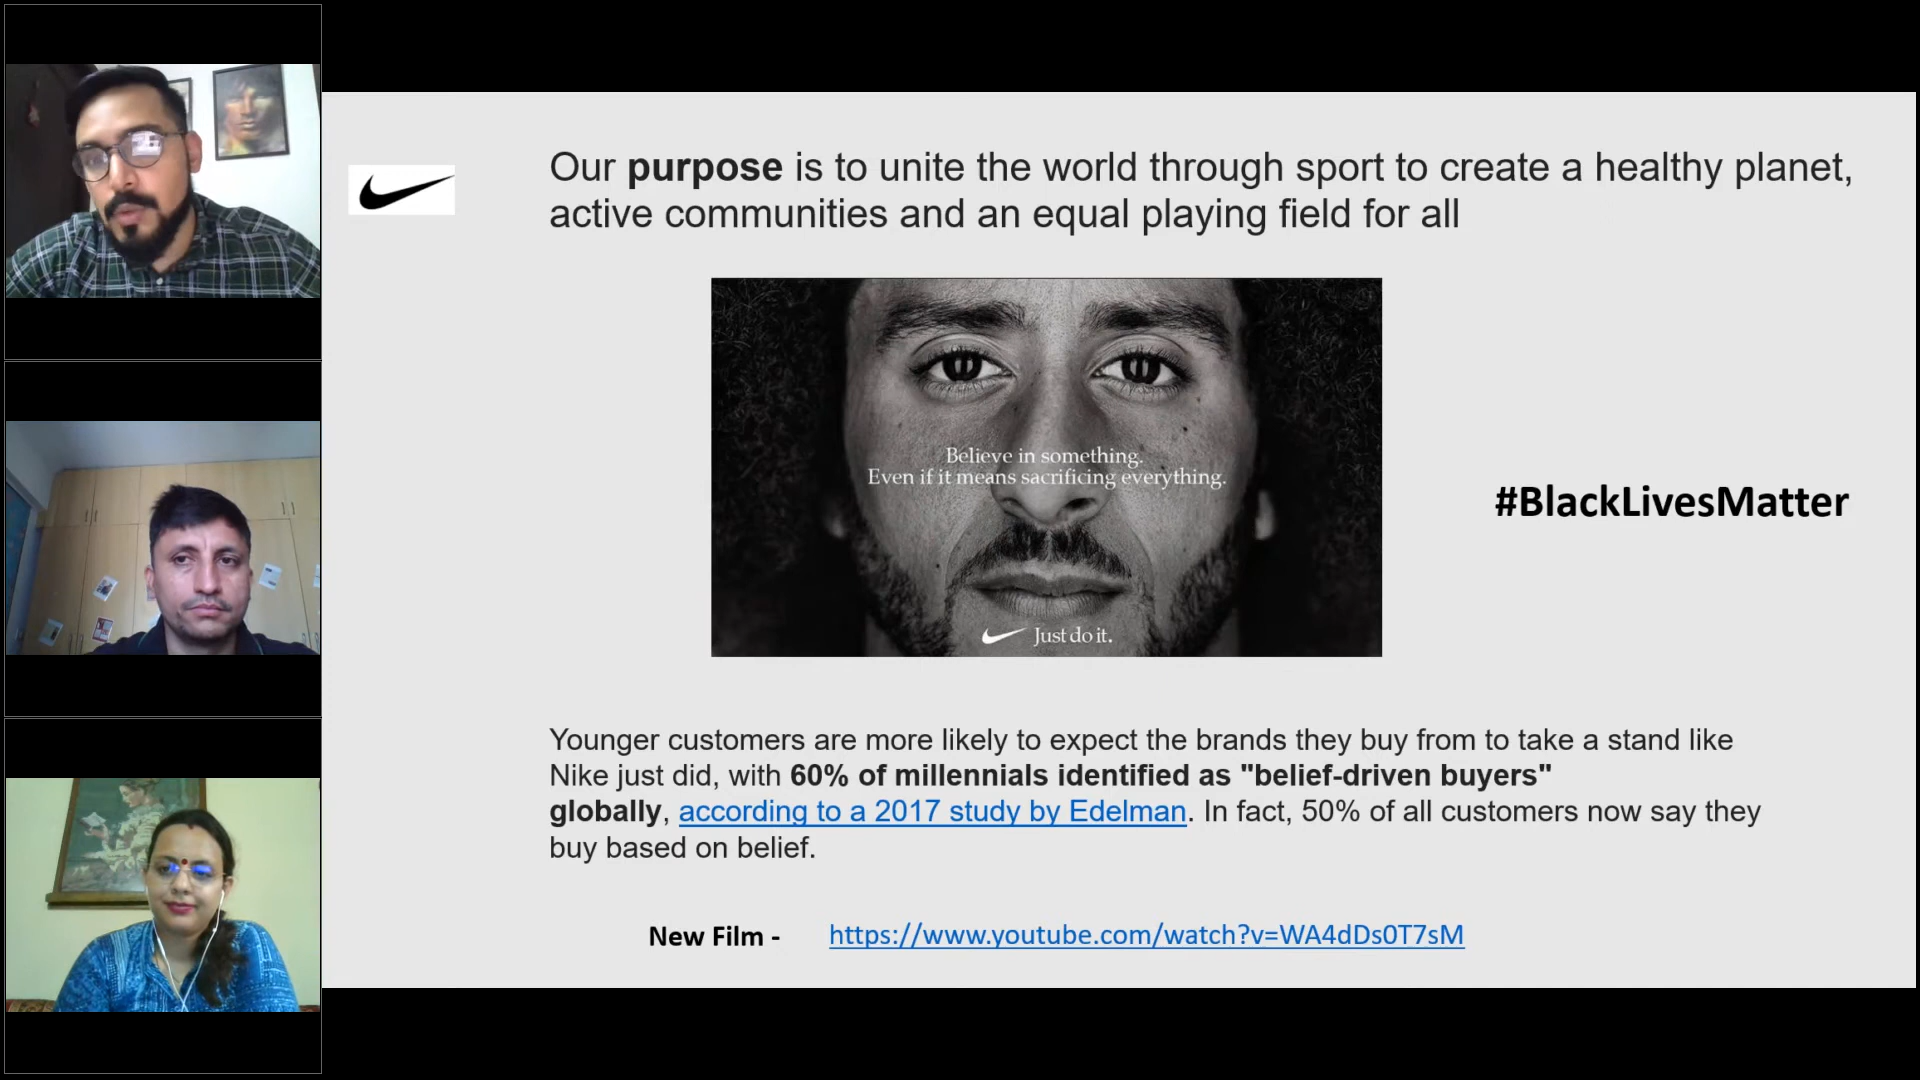 Our purpose is to unite the world through sport to create a healthy planet,
active communities and an equal playing field for all
Believe in something.
Even if it means sacrificing everything.
Just do it.
#BlackLivesMatter
Younger customers are more likely to expect the brands they buy from to take a stand like
Nike just did, with 60% of millennials identified as "belief-driven buyers"
globally, according to a 2017 study by Edelman. In fact, 50% of all customers now say they
buy based on belief.
New Film - https://www.youtube.com/watch?v=WA4dDs0T7sM